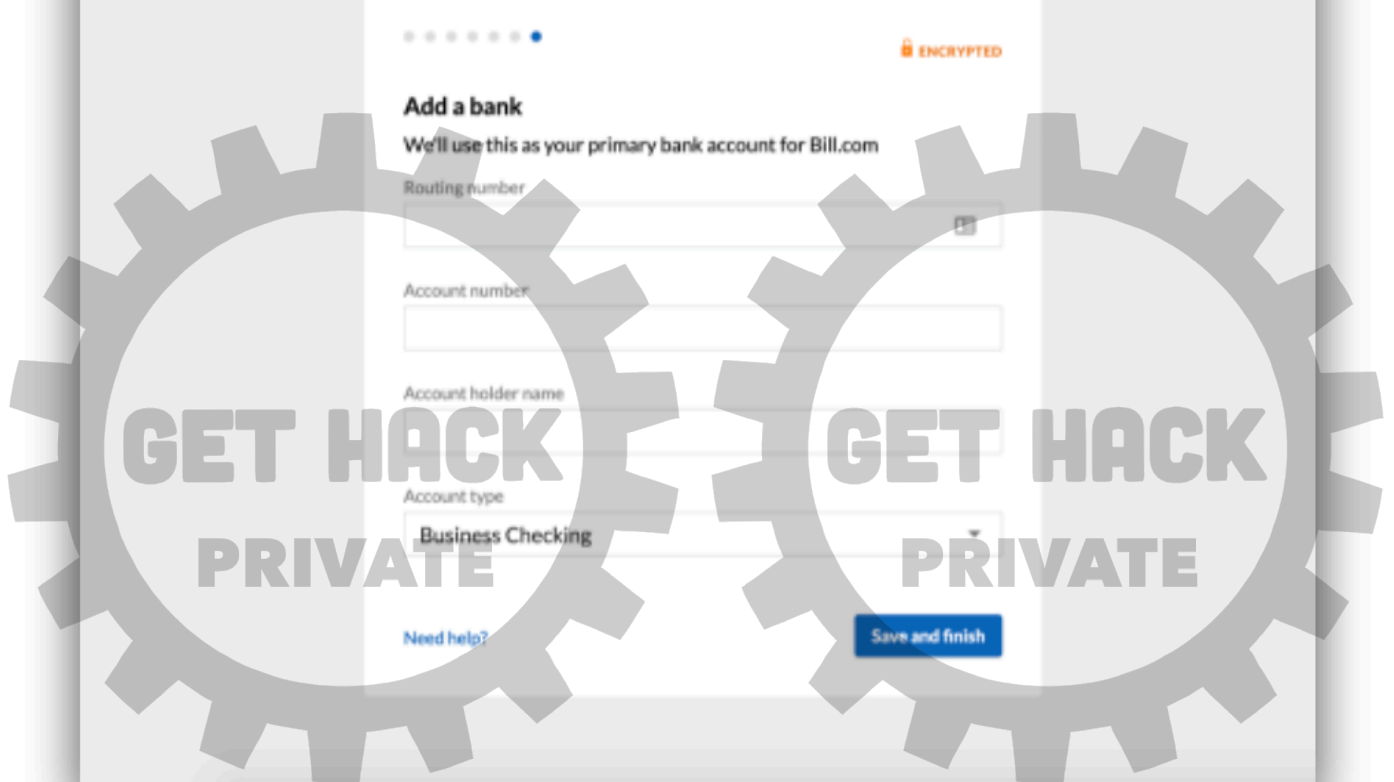 ENCRYPTED
Add a bank
We'll use this as your primary bank account for Bill.com
Routing number
Account number
Account holder name
GET HACK GET HACK
Account type
Business Checking
PRIVATE PRIVATE
Need help?
Save and finish